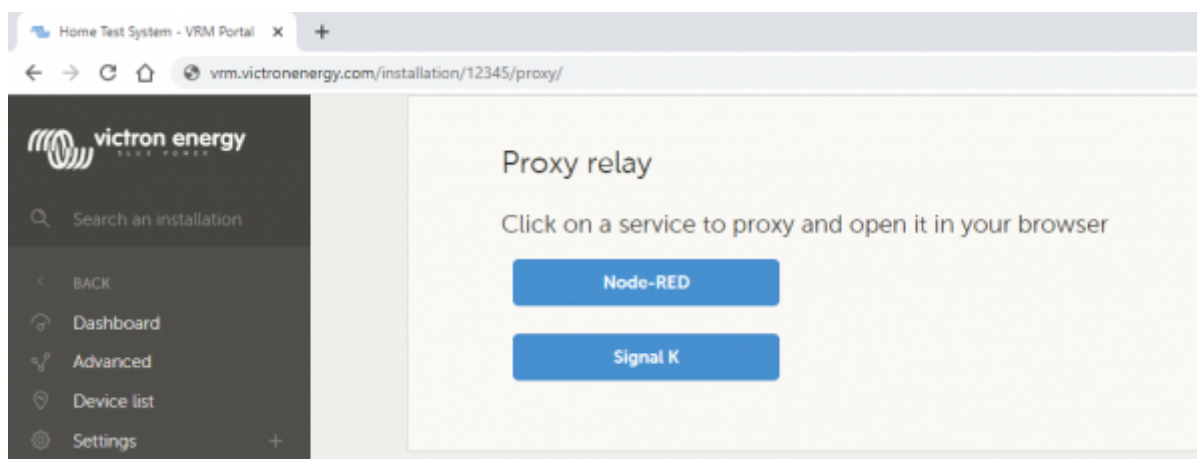 Home Test System - VRM Portal
vrm.victronenergy.com/installation/12345/proxy/
victron energy
BLUE POWER
Search an installation
BACK
Dashboard
Advanced
Device list
Settings
Proxy relay
Click on a service to proxy and open it in your browser
Node-RED
Signal K